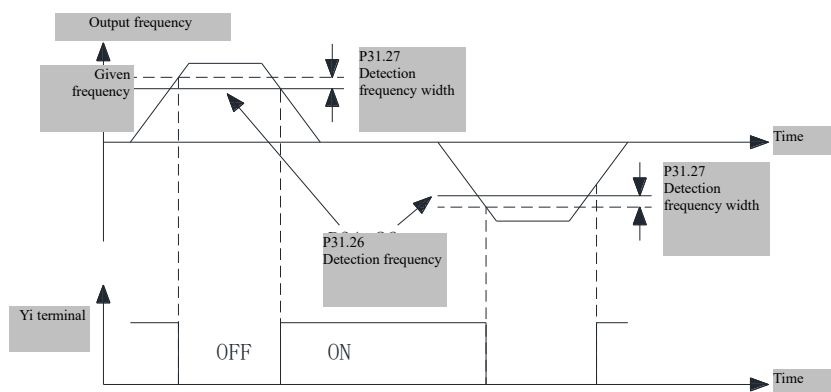 Output frequency
P31.27
Detection
frequency width
Given
frequency
Time
P31.27
Detection
frequency width
P31.26
Detection frequency
Yi terminal
OFF
ON
Time